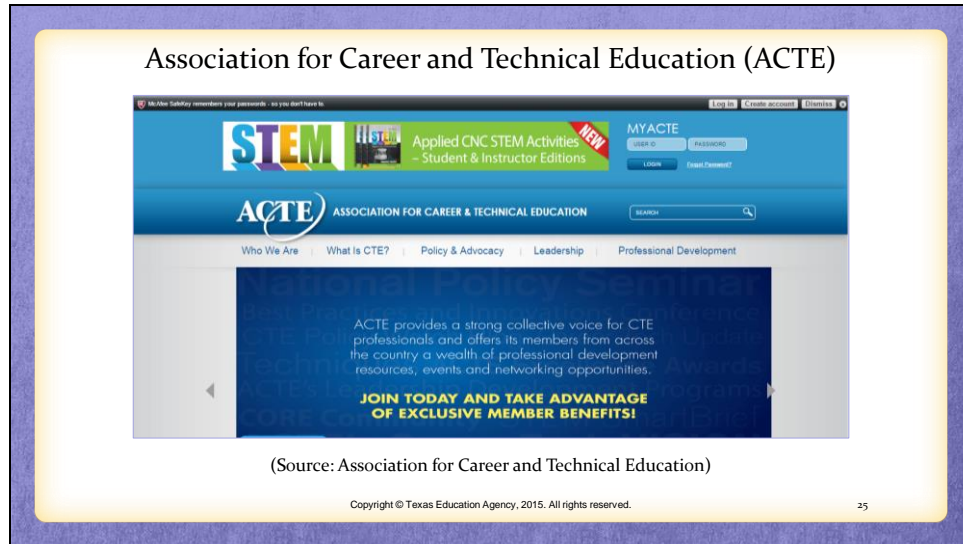 Association for Career and Technical Education (ACTE)
McAfee SafeKey remembers your passwords - so you don't have to.
Log in Create account Dismiss
STEM
STEM
Applied CNC STEM Activities
– Student & Instructor Editions
NEW
MYACTE
USER ID PASSWORD
LOGIN Forgot Password?
ACTE ASSOCIATION FOR CAREER & TECHNICAL EDUCATION
SEARCH
Who We Are What Is CTE? Policy & Advocacy Leadership Professional Development
National Policy Seminar
Best Practices and Innovations Conference
ACTE provides a strong collective voice for CTE
professionals and offers its members from across
the country a wealth of professional development
resources, events and networking opportunities.
Awards
Programs
JOIN TODAY AND TAKE ADVANTAGE
OF EXCLUSIVE MEMBER BENEFITS!
(Source: Association for Career and Technical Education)
Copyright © Texas Education Agency, 2015. All rights reserved.
25